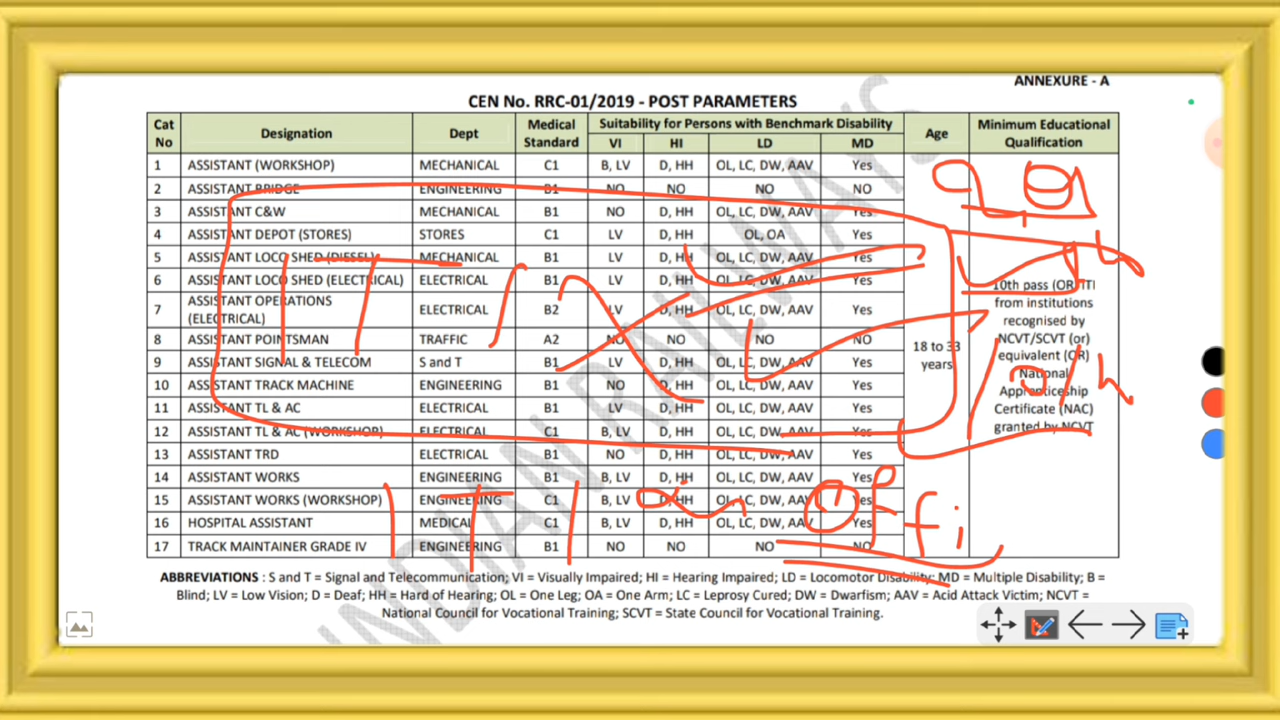 ANNEXURE - A
CEN No. RRC-01/2019 - POST PARAMETERS
Cat No Designation Dept Medical Standard Suitability for Persons with Benchmark Disability Age Minimum Educational Qualification
VI HI LD MD
1 ASSISTANT (WORKSHOP) MECHANICAL C1 B, LV D, HH OL, LC, DW, AAV Yes
2 ASSISTANT BRIDGE ENGINEERING B1 NO NO NO NO
3 ASSISTANT C&W MECHANICAL B1 NO D, HH OL, LC, DW, AAV Yes
4 ASSISTANT DEPOT (STORES) STORES C1 LV D, HH OL, OA Yes
5 ASSISTANT LOCO SHED (DIESEL) MECHANICAL B1 LV D, HH OL, LC, DW, AAV Yes
6 ASSISTANT LOCO SHED (ELECTRICAL) ELECTRICAL B1 LV D, HH OL, LC, DW, AAV Yes
7 ASSISTANT OPERATIONS (ELECTRICAL) ELECTRICAL B2 LV D, HH OL, LC, DW, AAV Yes
8 ASSISTANT POINTSMAN TRAFFIC A2 NO NO NO NO
9 ASSISTANT SIGNAL & TELECOM S and T B1 LV D, HH OL, LC, DW, AAV Yes
10 ASSISTANT TRACK MACHINE ENGINEERING B1 NO D, HH OL, LC, DW, AAV Yes
11 ASSISTANT TL & AC ELECTRICAL B1 LV D, HH OL, LC, DW, AAV Yes
12 ASSISTANT TL & AC (WORKSHOP) ELECTRICAL C1 B, LV D, HH OL, LC, DW, AAV Yes
13 ASSISTANT TRD ELECTRICAL B1 NO D, HH OL, LC, DW, AAV Yes
14 ASSISTANT WORKS ENGINEERING B1 B, LV D, HH OL, LC, DW, AAV Yes
15 ASSISTANT WORKS (WORKSHOP) ENGINEERING C1 B, LV D, HH OL, LC, DW, AAV Yes
16 HOSPITAL ASSISTANT MEDICAL C1 B, LV D, HH OL, LC, DW, AAV Yes
17 TRACK MAINTAINER GRADE IV ENGINEERING B1 NO NO NO NO
18 to 33
years
10th pass (OR) ITI
from institutions
recognised by
NCVT/SCVT (or)
equivalent (OR)
National
Apprenticeship
Certificate (NAC)
granted by NCVT
ITI
INDIAN RAILWAYS
ABBREVIATIONS : S and T = Signal and Telecommunication; VI = Visually Impaired; HI = Hearing Impaired; LD = Locomotor Disability; MD = Multiple Disability; B =
Blind; LV = Low Vision; D = Deaf; HH = Hard of Hearing; OL = One Leg; OA = One Arm; LC = Leprosy Cured; DW = Dwarfism; AAV = Acid Attack Victim; NCVT =
National Council for Vocational Training; SCVT = State Council for Vocational Training.